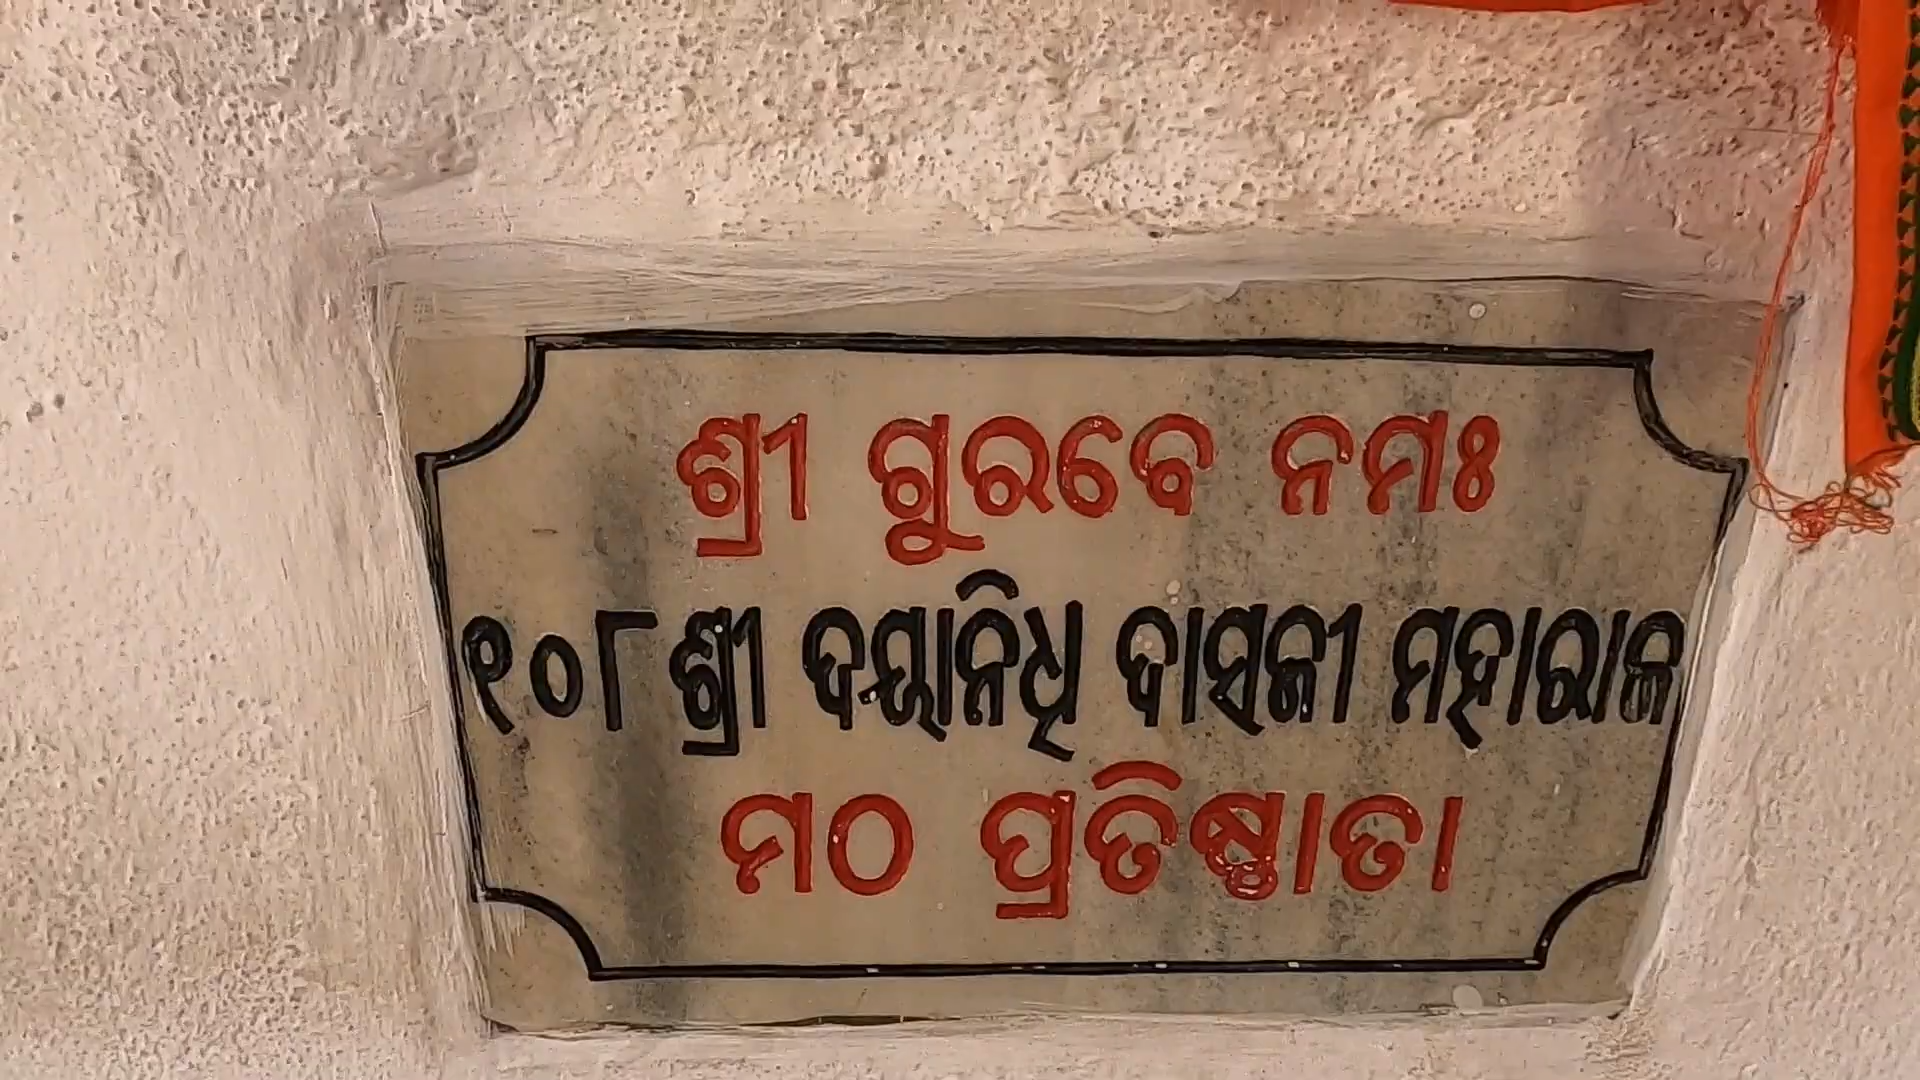 ଶ୍ରୀ ଗୁରବେ ନମଃ
୧୦୮ ଶ୍ରୀ ଦୟାନିଧି ଦାସଜୀ ମହାରାଜ
ମଠ ପ୍ରତିଷ୍ଠାତା